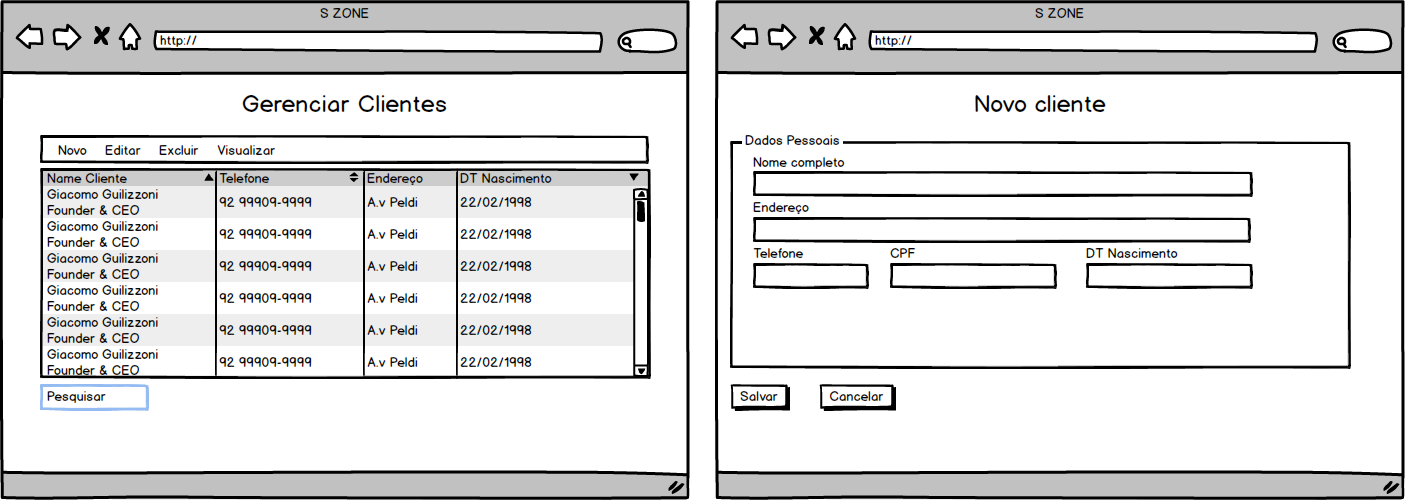 S ZONE
http://
Gerenciar Clientes
Novo Editar Excluir Visualizar
Name Cliente Telefone Endereço DT Nascimento
Giacomo Guilizzoni
Founder & CEO
92 99909-9999 A.v Peldi 22/02/1998
Giacomo Guilizzoni
Founder & CEO
92 99909-9999 A.v Peldi 22/02/1998
Giacomo Guilizzoni
Founder & CEO
92 99909-9999 A.v Peldi 22/02/1998
Giacomo Guilizzoni
Founder & CEO
92 99909-9999 A.v Peldi 22/02/1998
Giacomo Guilizzoni
Founder & CEO
92 99909-9999 A.v Peldi 22/02/1998
Giacomo Guilizzoni
Founder & CEO
92 99909-9999 A.v Peldi 22/02/1998
Pesquisar
S ZONE
http://
Novo cliente
Dados Pessoais
Nome completo
Endereço
Telefone CPF DT Nascimento
Salvar Cancelar